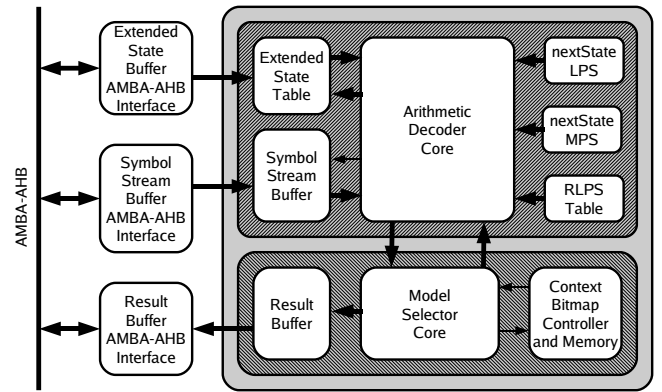 AMBA-AHB
Extended
State
Buffer
AMBA-AHB
Interface
Symbol
Stream
Buffer
AMBA-AHB
Interface
Result
Buffer
AMBA-AHB
Interface
Extended
State
Table
Symbol
Stream
Buffer
Arithmetic
Decoder
Core
nextState
LPS
nextState
MPS
RLPS
Table
Result
Buffer
Model
Selector
Core
Context
Bitmap
Controller
and Memory